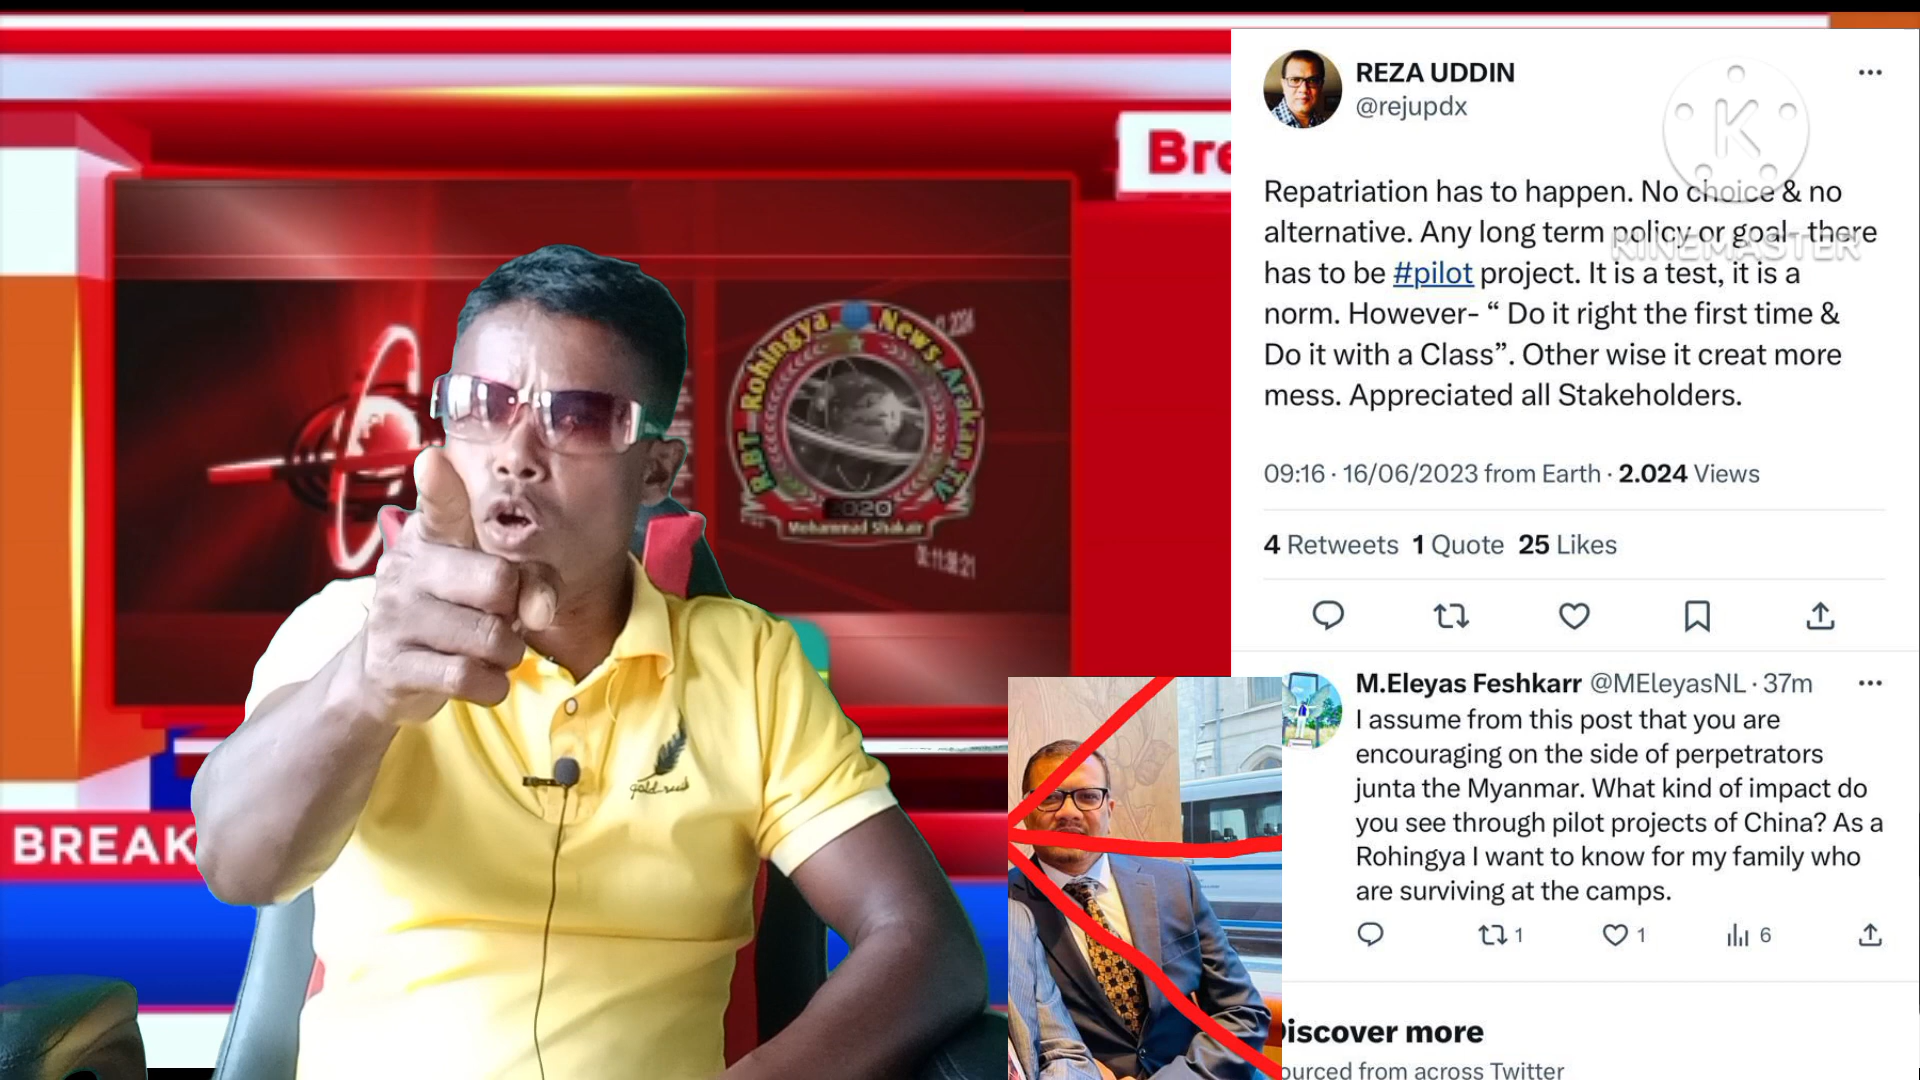 Bre
R.B.T Rohingya News Arakan.TV
2020
Mohammad Shakair
BREAK
gold-reed
REZA UDDIN
@rejupdx
K
KINEMASTER
Repatriation has to happen. No choice & no
alternative. Any long term policy or goal- there
has to be #pilot project. It is a test, it is a
norm. However- “ Do it right the first time &
Do it with a Class”. Other wise it creat more
mess. Appreciated all Stakeholders.
09:16 · 16/06/2023 from Earth · 2.024 Views
4 Retweets 1 Quote 25 Likes
M.Eleyas Feshkarr @MEleyasNL · 37m
I assume from this post that you are
encouraging on the side of perpetrators
junta the Myanmar. What kind of impact do
you see through pilot projects of China? As a
Rohingya I want to know for my family who
are surviving at the camps.
1 1 6
iscover more
ourced from across Twitter